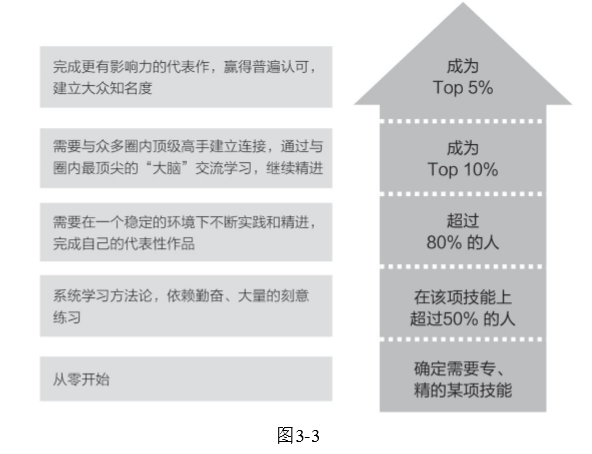 完成更有影响力的代表作，赢得普遍认可，
建立大众知名度
成为
Top 5%
需要与众多圈内顶级高手建立连接，通过与
圈内最顶尖的“大脑”交流学习，继续精进
成为
Top 10%
需要在一个稳定的环境下不断实践和精进，
完成自己的代表性作品
超过
80% 的人
系统学习方法论，依赖勤奋、大量的刻意
练习
在该项技能上
超过50% 的人
从零开始
确定需要专、
精的某项技能
图3-3